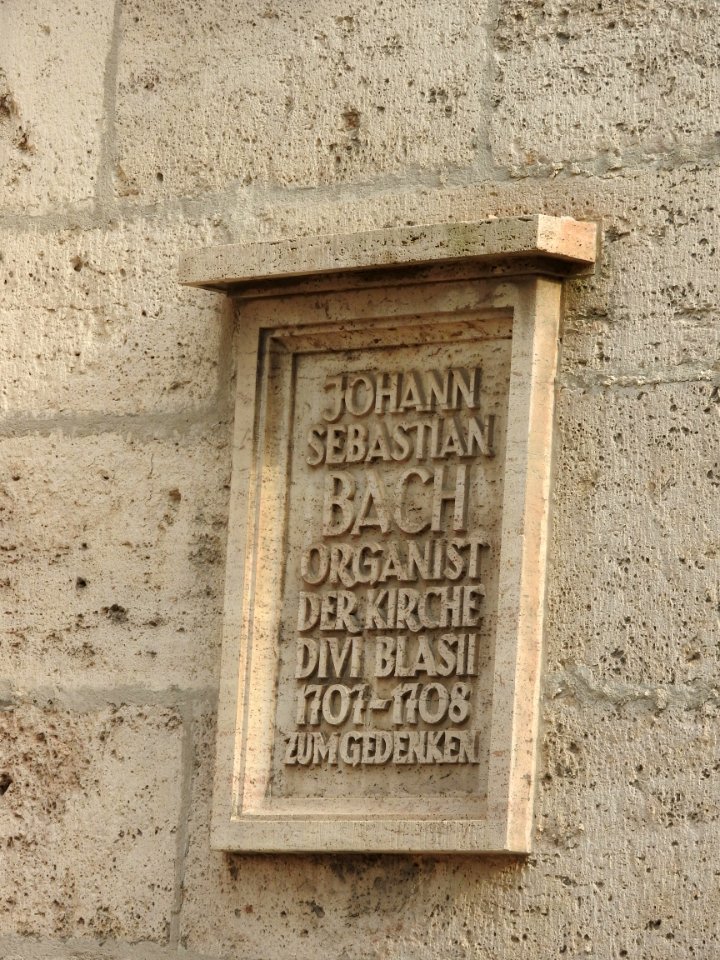 JOHANN
SEBASTIAN
BACH
ORGANIST
DER KIRCHE
DIVI BLASII
1707-1708
ZUM GEDENKEN